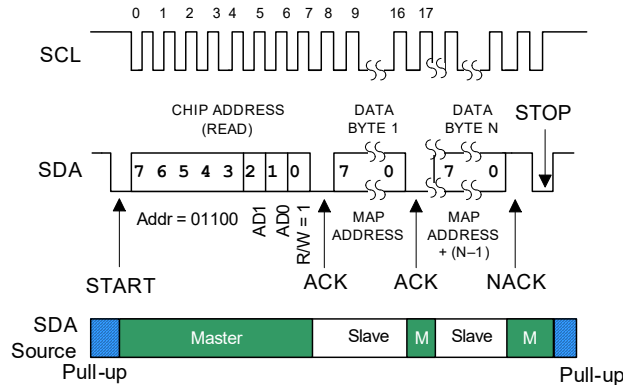 0 1 2 3 4 5 6 7 8 9 16 17
SCL
CHIP ADDRESS
(READ)
DATA
BYTE 1
DATA
BYTE N
STOP
SDA
7 6 5 4 3 2 1 0 7 0 7 0
Addr = 01100
AD1
AD0
R/W = 1
MAP
ADDRESS
MAP
ADDRESS
+ (N–1)
START
ACK
ACK
NACK
SDA
Source
Master
Slave
M
Slave
M
Pull-up
Pull-up